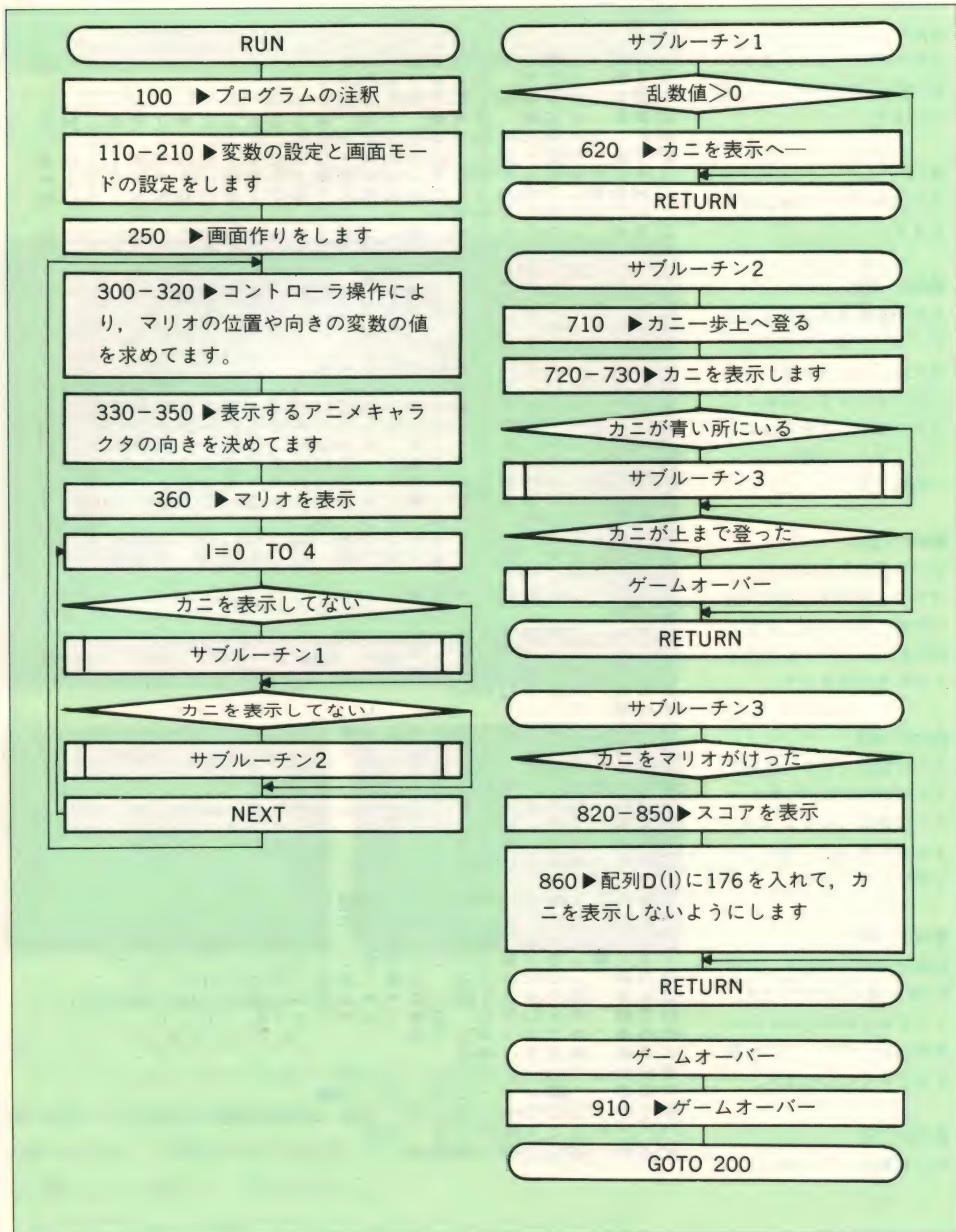 RUN
100 ▶プログラムの注釈
110-210 ▶変数の設定と画面モー
ドの設定をします
250 ▶画面作りをします
300-320 ▶コントローラ操作によ
り，マリオの位置や向きの変数の値
を求めてます。
330-350 ▶表示するアニメキャラ
クタの向きを決めてます
360 ▶マリオを表示
I=0 TO 4
カニを表示してない
サブルーチン1
カニを表示してない
サブルーチン2
NEXT
サブルーチン1
乱数値＞0
620 ▶カニを表示へ―
RETURN
サブルーチン2
710 ▶カニ一歩上へ登る
720-730▶カニを表示します
カニが青い所にいる
サブルーチン3
カニが上まで登った
ゲームオーバー
RETURN
サブルーチン3
カニをマリオがけった
820-850▶スコアを表示
860▶配列D(I)に176を入れて，カ
ニを表示しないようにします
RETURN
ゲームオーバー
910 ▶ゲームオーバー
GOTO 200